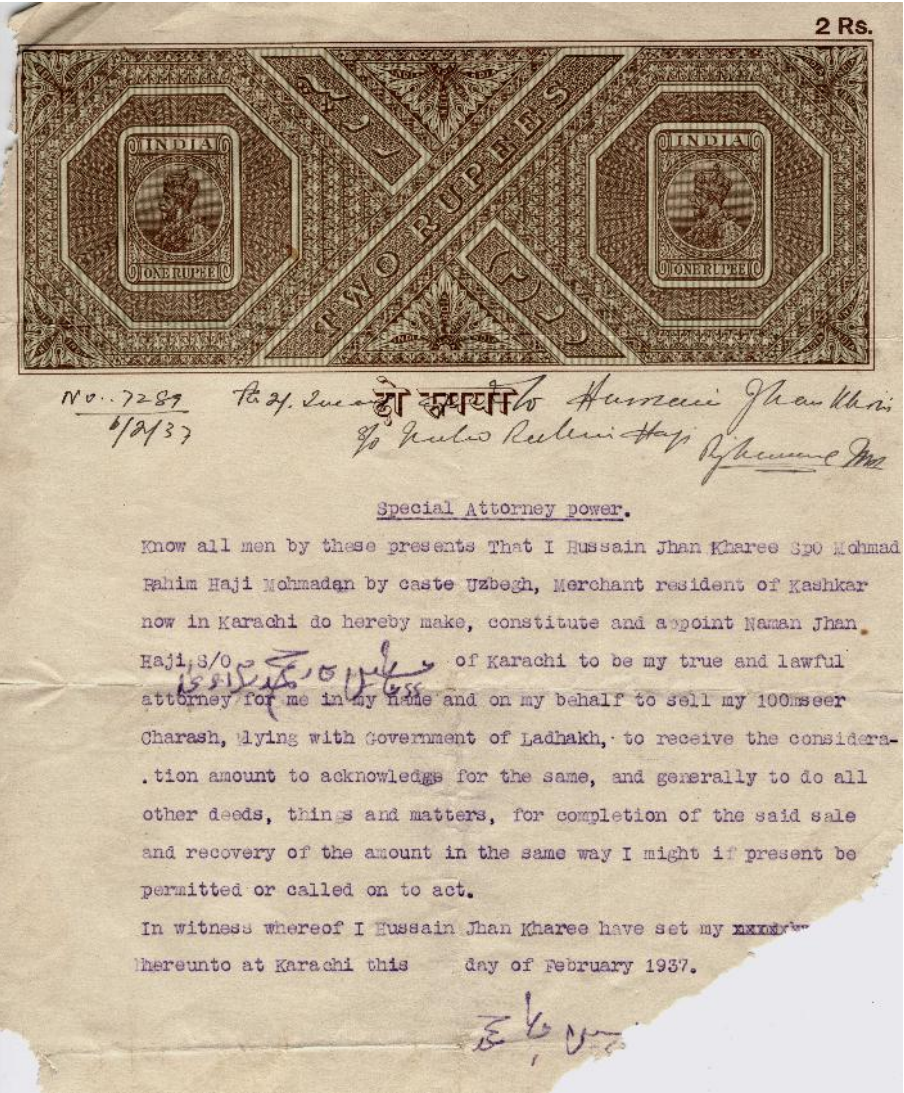 2 Rs.
INDIA
ONE RUPEE
TWO RUPEES
INDIA
ONE RUPEE
दो रुपया
No. 7289
6/2/37
to Hussain Jhan
S/o Haji
Special Attorney power.
Know all men by these presents That I Hussain Jhan Kharee SpO Mohmad
Rahim Haji Mohmadan by caste Uzbegh, Merchant resident of Kashkar
now in Karachi do hereby make, constitute and appoint Naman Jhan
Haji S/O of Karachi to be my true and lawful
attorney for me in my name and on my behalf to sell my 100mseer
Charash, lying with Government of Ladhakh, to receive the considera-
.tion amount to acknowledge for the same, and generally to do all
other deeds, things and matters, for completion of the said sale
and recovery of the amount in the same way I might if present be
permitted or called on to act.
In witness whereof I Hussain Jhan Kharee have set my
hereunto at Karachi this day of February 1937.